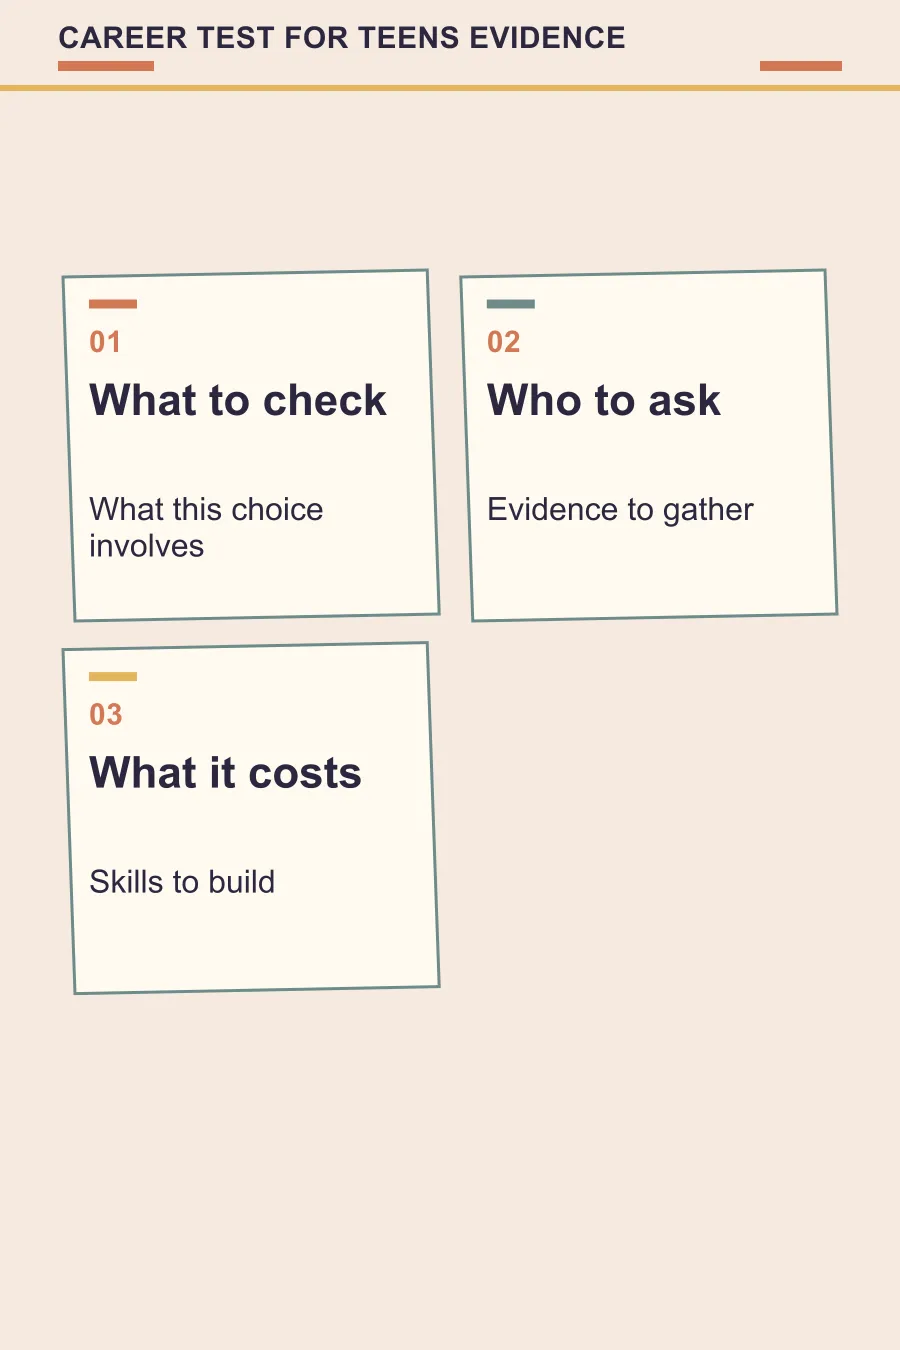 CAREER TEST FOR TEENS EVIDENCE
01
What to check
What this choice
involves
02
Who to ask
Evidence to gather
03
What it costs
Skills to build